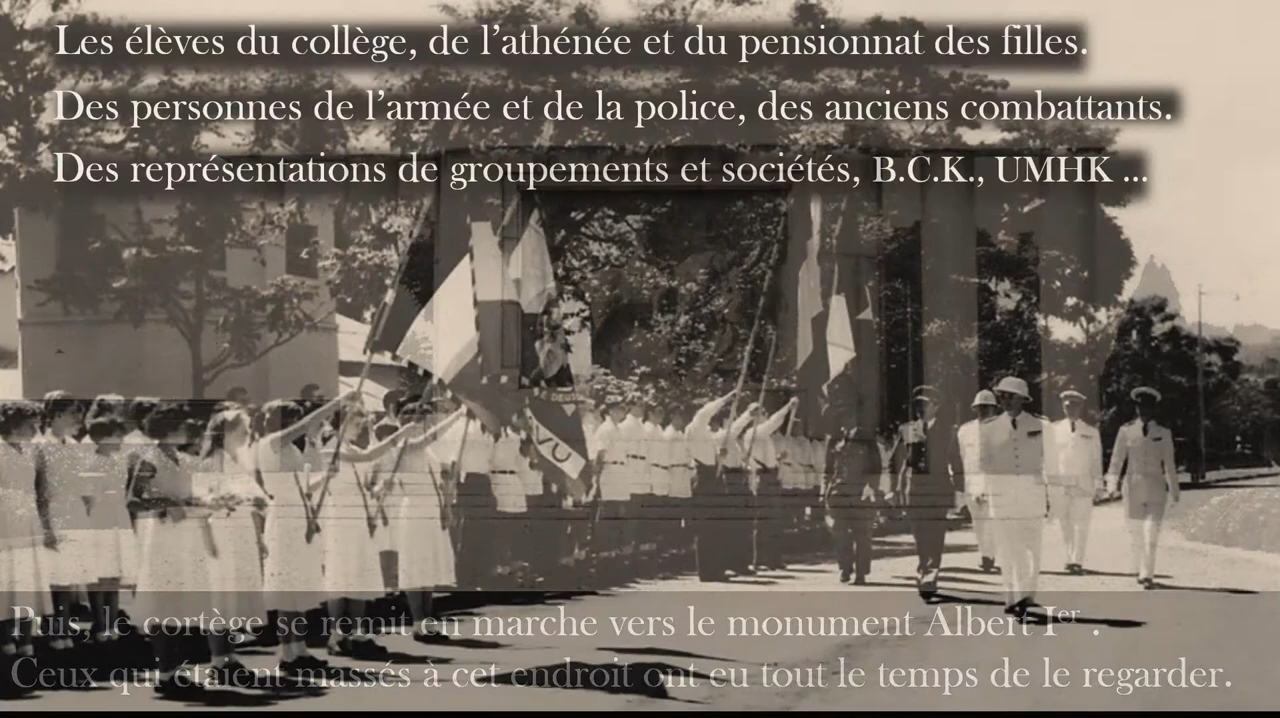 Les élèves du collège, de l’athénée et du pensionnat des filles.
Des personnes de l’armée et de la police, des anciens combattants.
Des représentations de groupements et sociétés, B.C.K., UMHK ...
Puis, le cortège se remit en marche vers le monument Albert Ier .
Ceux qui étaient massés à cet endroit ont eu tout le temps de le regarder.